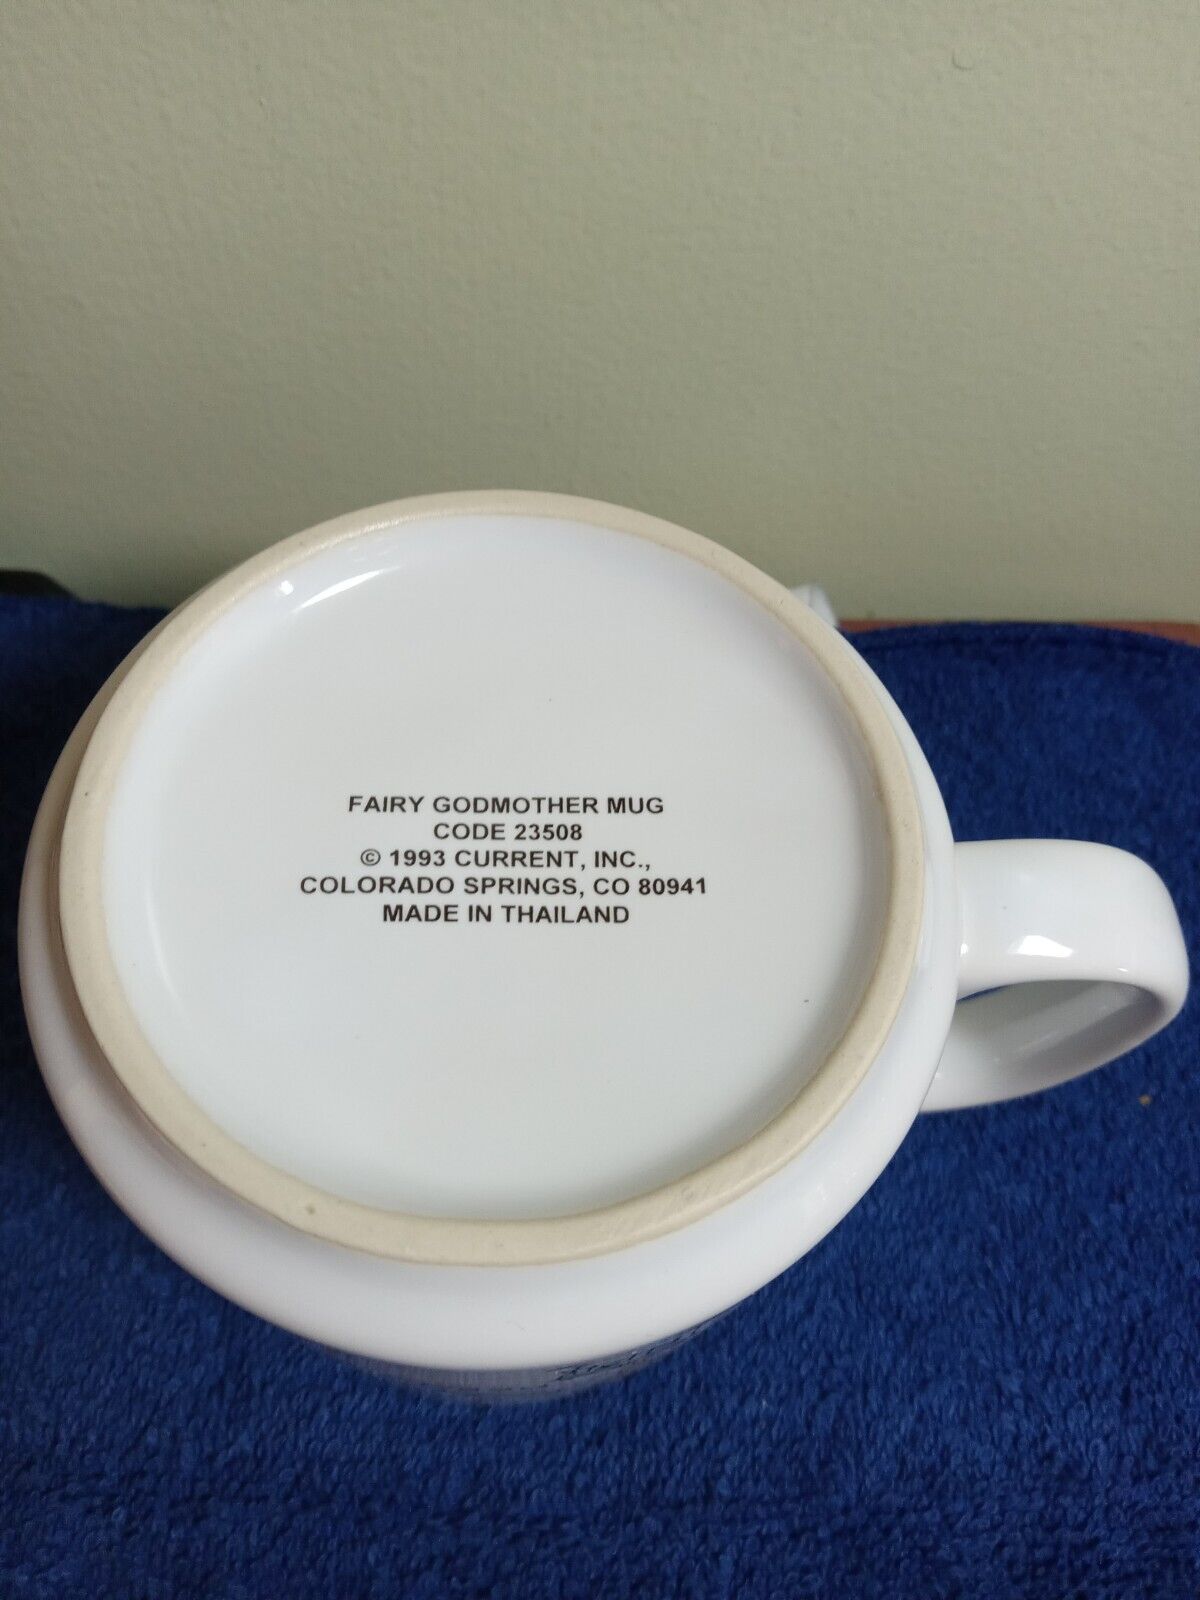 FAIRY GODMOTHER MUG
CODE 23508
© 1993 CURRENT, INC.,
COLORADO SPRINGS, CO 80941
MADE IN THAILAND